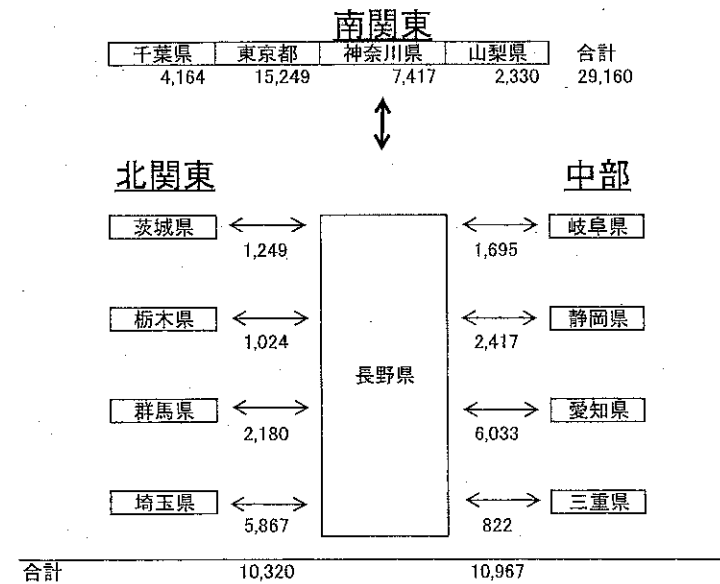 南関東
千葉県 東京都 神奈川県 山梨県 合計
4,164 15,249 7,417 2,330 29,160
北関東 中部
茨城県 岐阜県
1,249 1,695
栃木県 静岡県
1,024 2,417
長野県
群馬県 愛知県
2,180 6,033
埼玉県 三重県
5,867 822
合計 10,320 10,967